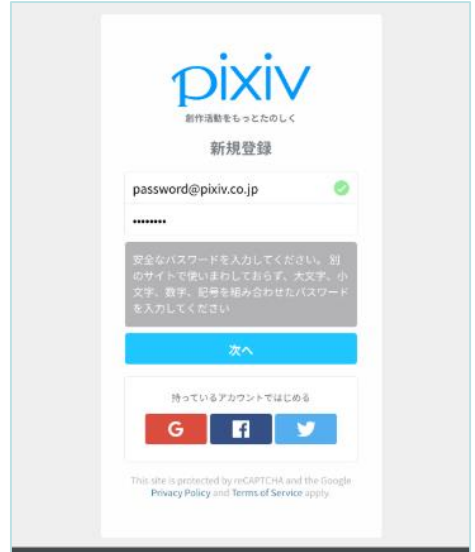 pixiv
創作活動をもっとたのしく
新規登録
password@pixiv.co.jp
••••••••
安全なパスワードを入力してください。 別
のサイトで使いまわしておらず、大文字、小
文字、数字、記号を組み合わせたパスワード
を入力してください
次へ
持っているアカウントではじめる
G
This site is protected by reCAPTCHA and the Google
Privacy Policy and Terms of Service apply.